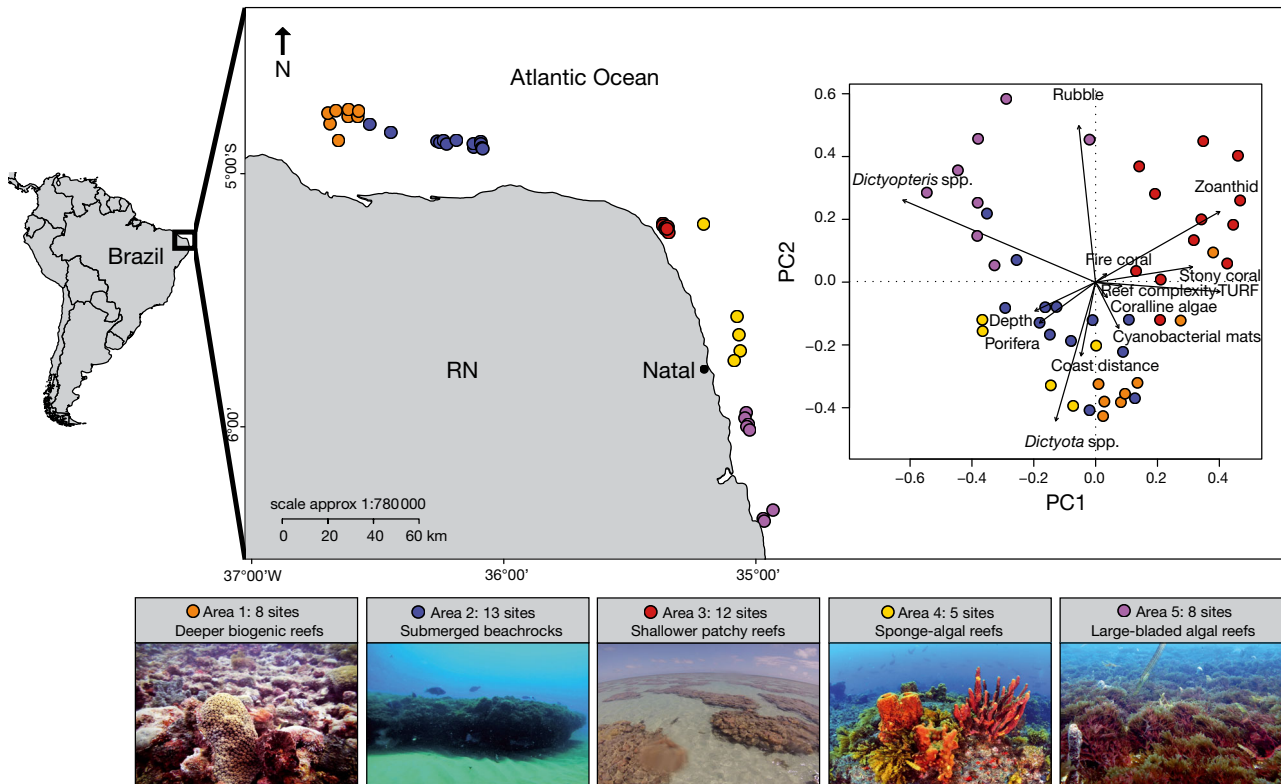 N
Atlantic Ocean
5°00'S
Brazil
RN
Natal
6°00'
scale approx 1:780 000
0 20 40 60 km
37°00'W 36°00' 35°00'
0.6
0.4
0.2
0.0
−0.2
−0.4
PC2
Rubble
Dictyopteris spp.
Zoanthid
Fire coral
Stony coral
Reef complexity TURF
Coralline algae
Depth
Cyanobacterial mats
Porifera
Coast distance
Dictyota spp.
−0.6 −0.4 −0.2 0.0 0.2 0.4
PC1
Area 1: 8 sites
Deeper biogenic reefs
Area 2: 13 sites
Submerged beachrocks
Area 3: 12 sites
Shallower patchy reefs
Area 4: 5 sites
Sponge-algal reefs
Area 5: 8 sites
Large-bladed algal reefs